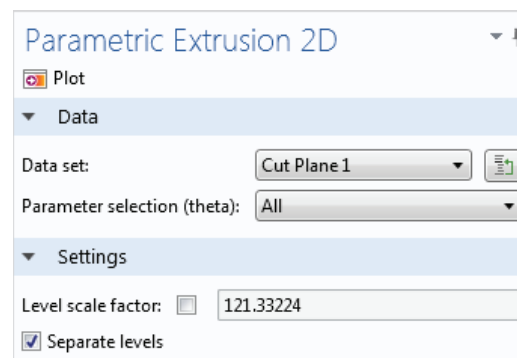 Parametric Extrusion 2D
Plot
Data
Data set: Cut Plane 1
Parameter selection (theta): All
Settings
Level scale factor: 121.33224
Separate levels